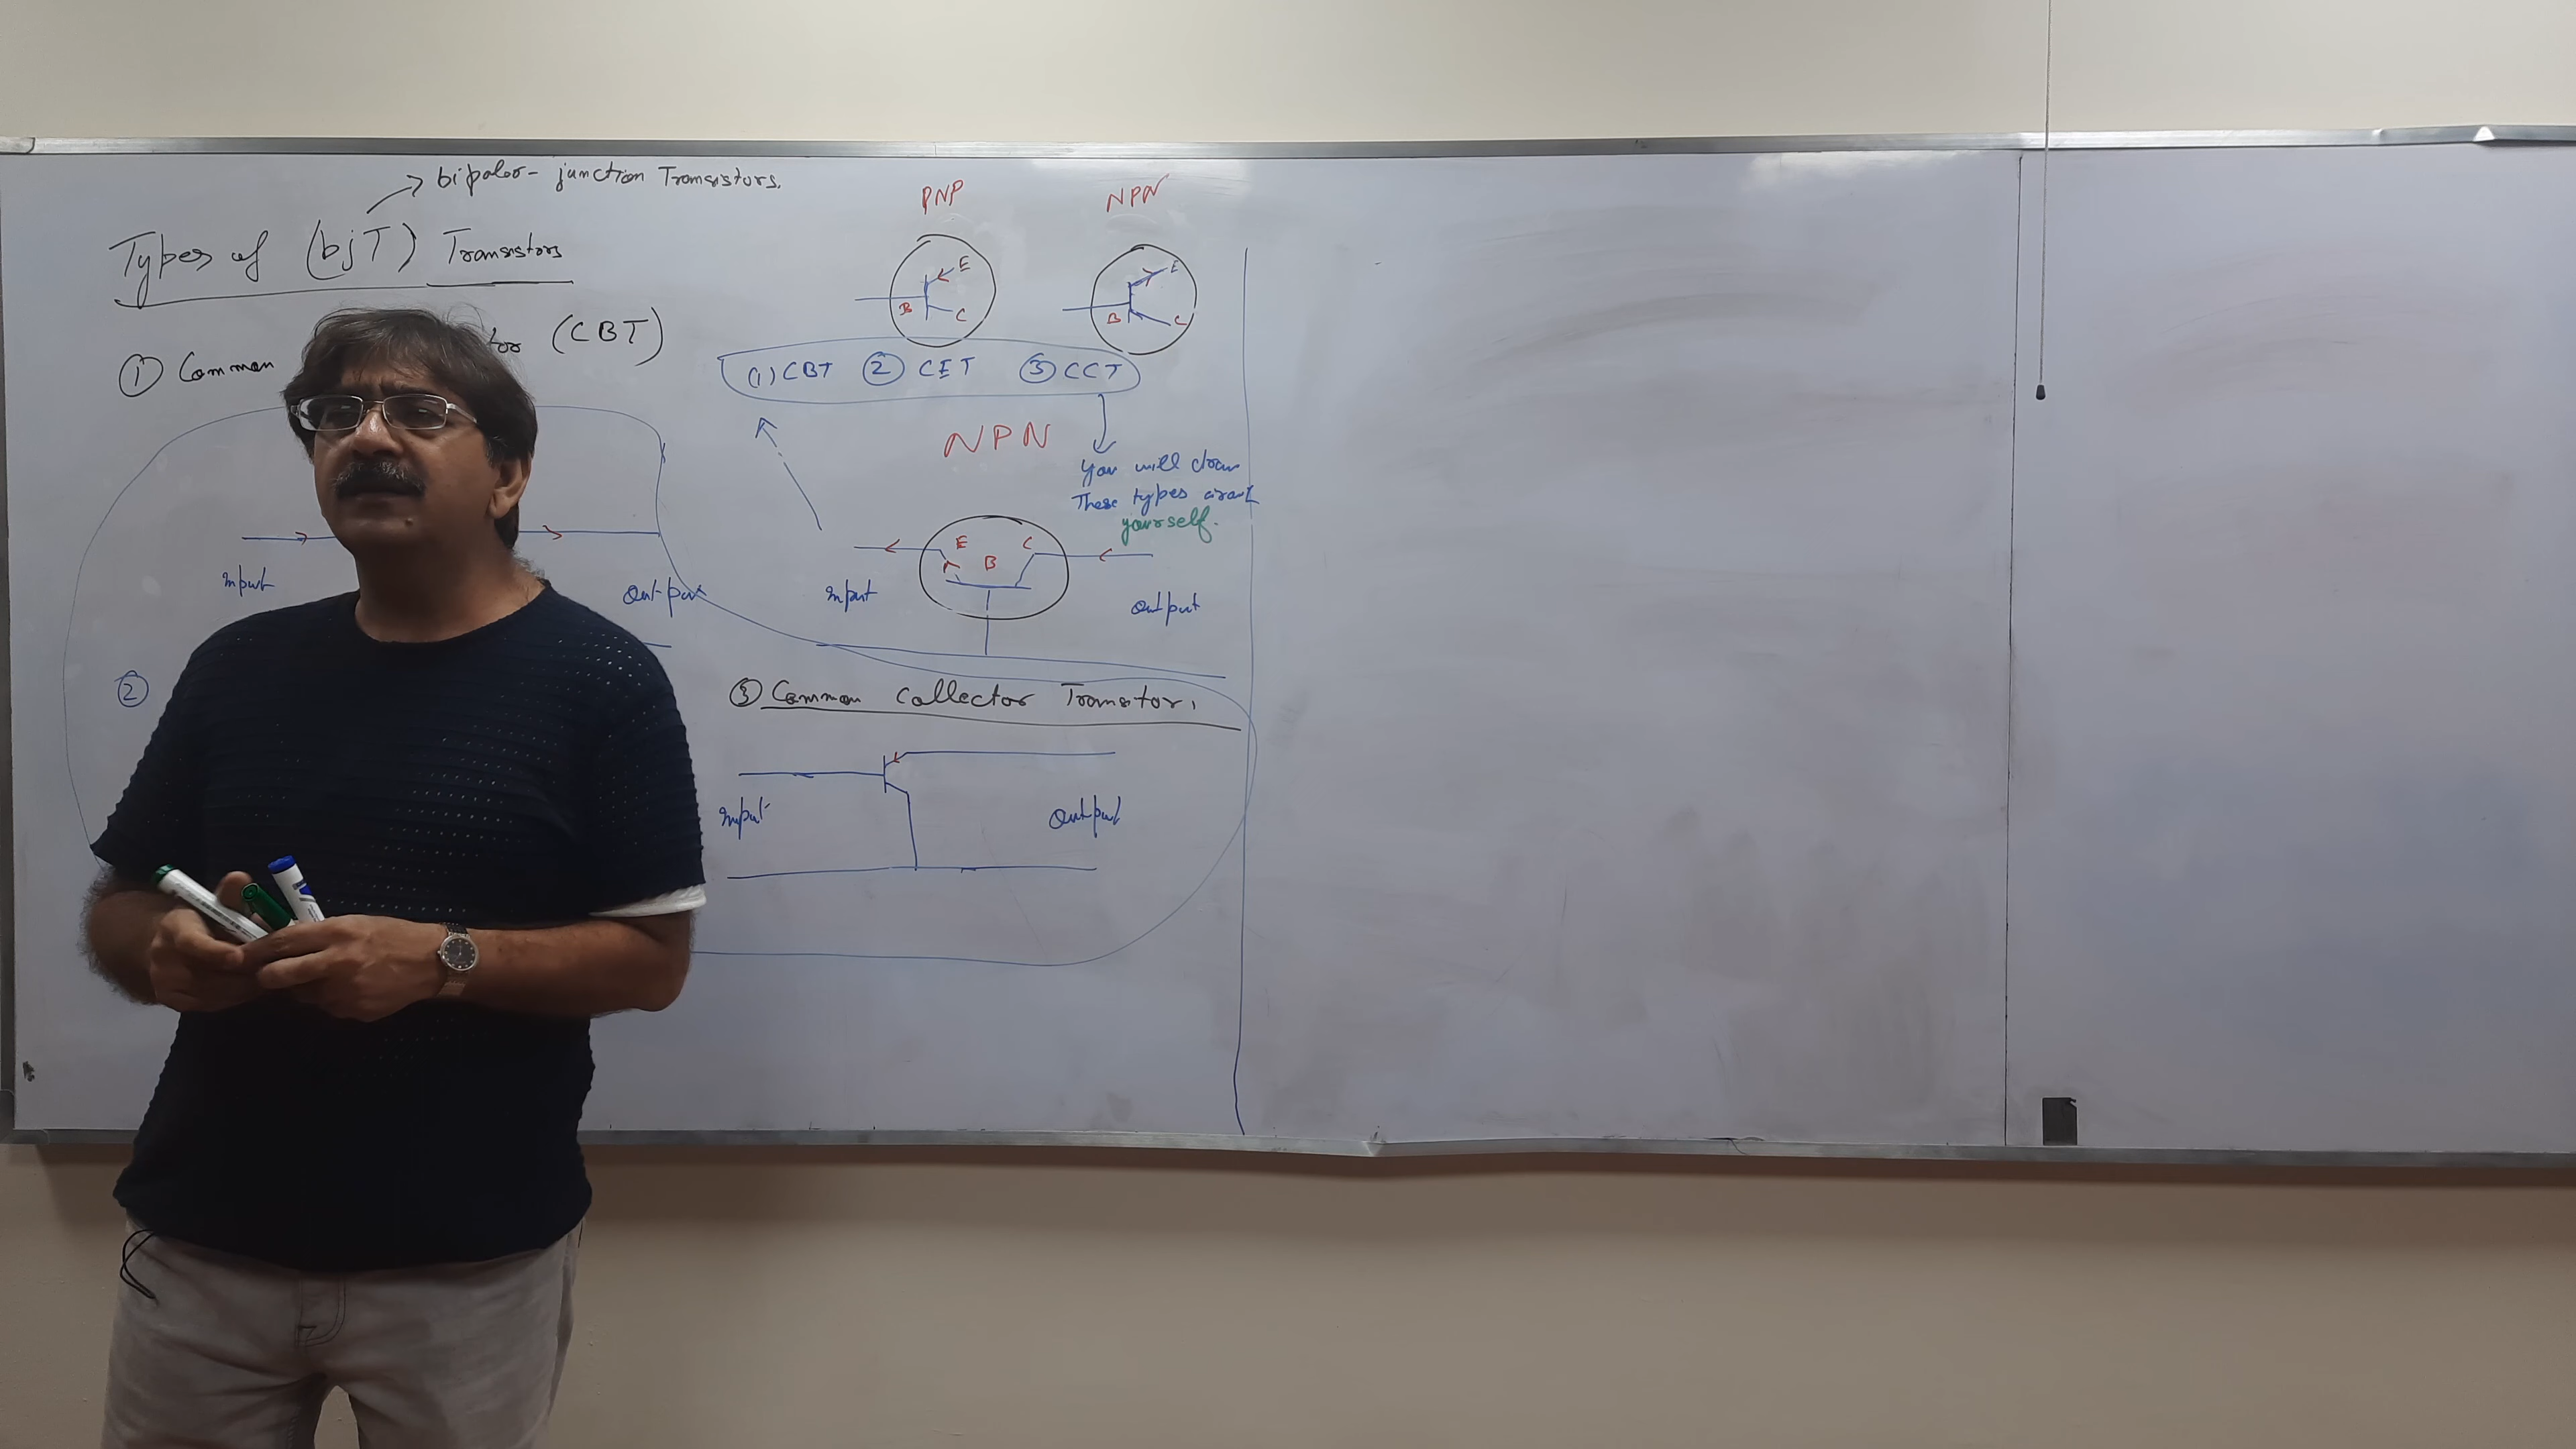 bipolar - junction Transistors.
Types of (bjT) Transistors
① Common
tor (CBT)
Input
Output
②
PNP
NPN
E
B
C
E
B
C
(1) CBT ② CET ③ CCT
NPN
You will draw
These types
yourself.
E
B
C
Input
Output
③ Common Collector Transistor.
Input
Output